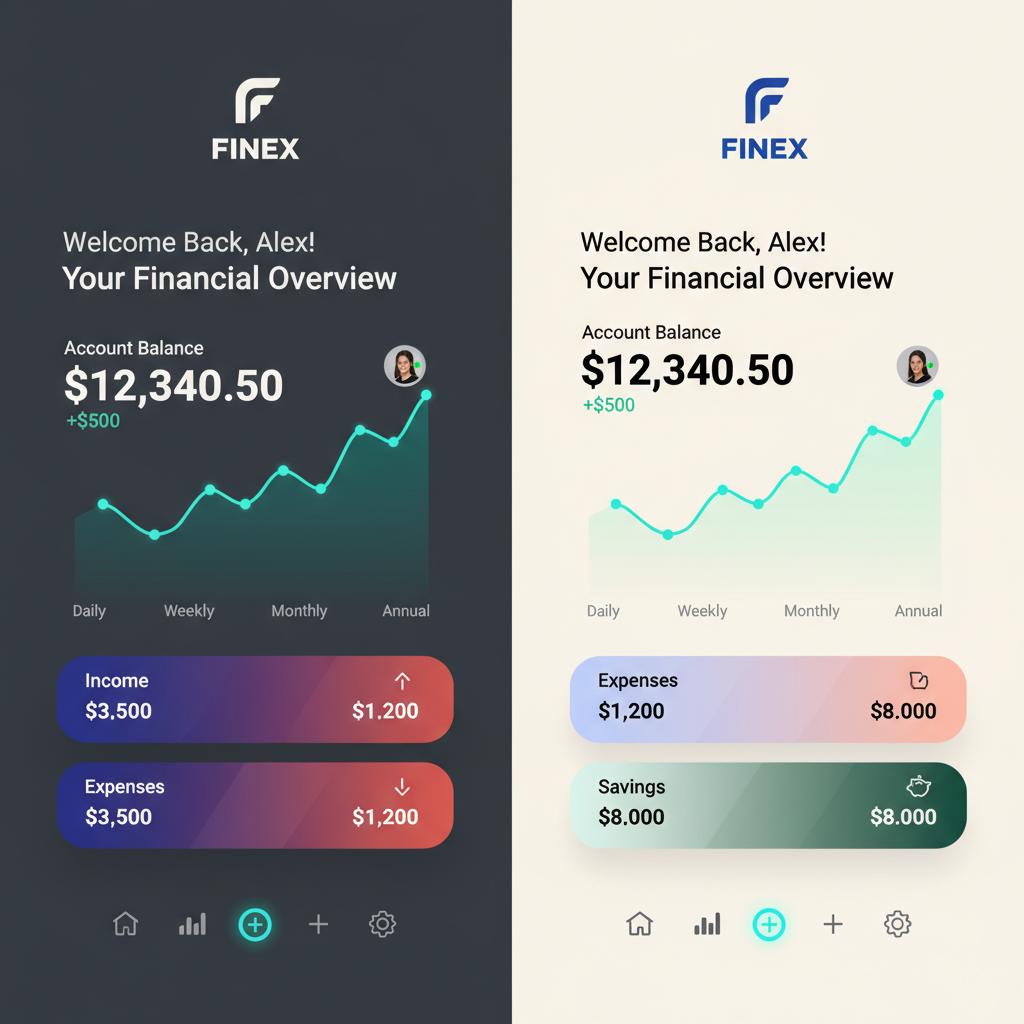 FINEX
Welcome Back, Alex!
Your Financial Overview
Account Balance
$12,340.50
+$500
Daily Weekly Monthly Annual
Income
$3.500 $1.200
Expenses
$3,500 $1,200
FINEX
Welcome Back, Alex!
Your Financial Overview
Account Balance
$12,340.50
+$500
Daily Weekly Monthly Annual
Expenses
$1,200 $8.000
Savings
$8.000 $8.000